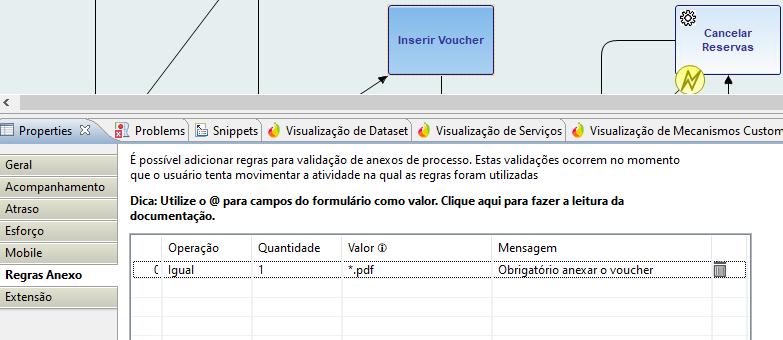 Inserir Voucher
Cancelar
Reservas
Properties
Problems
Snippets
Visualização de Dataset
Visualização de Serviços
Visualização de Mecanismos Custom
Geral
Acompanhamento
Atraso
Esforço
Mobile
Regras Anexo
Extensão
É possível adicionar regras para validação de anexos de processo. Estas validações ocorrem no momento
que o usuário tenta movimentar a atividade na qual as regras foram utilizadas
Dica: Utilize o @ para campos do formulário como valor. Clique aqui para fazer a leitura da
documentação.
Operação Quantidade Valor Mensagem
0 Igual 1 *.pdf Obrigatório anexar o voucher